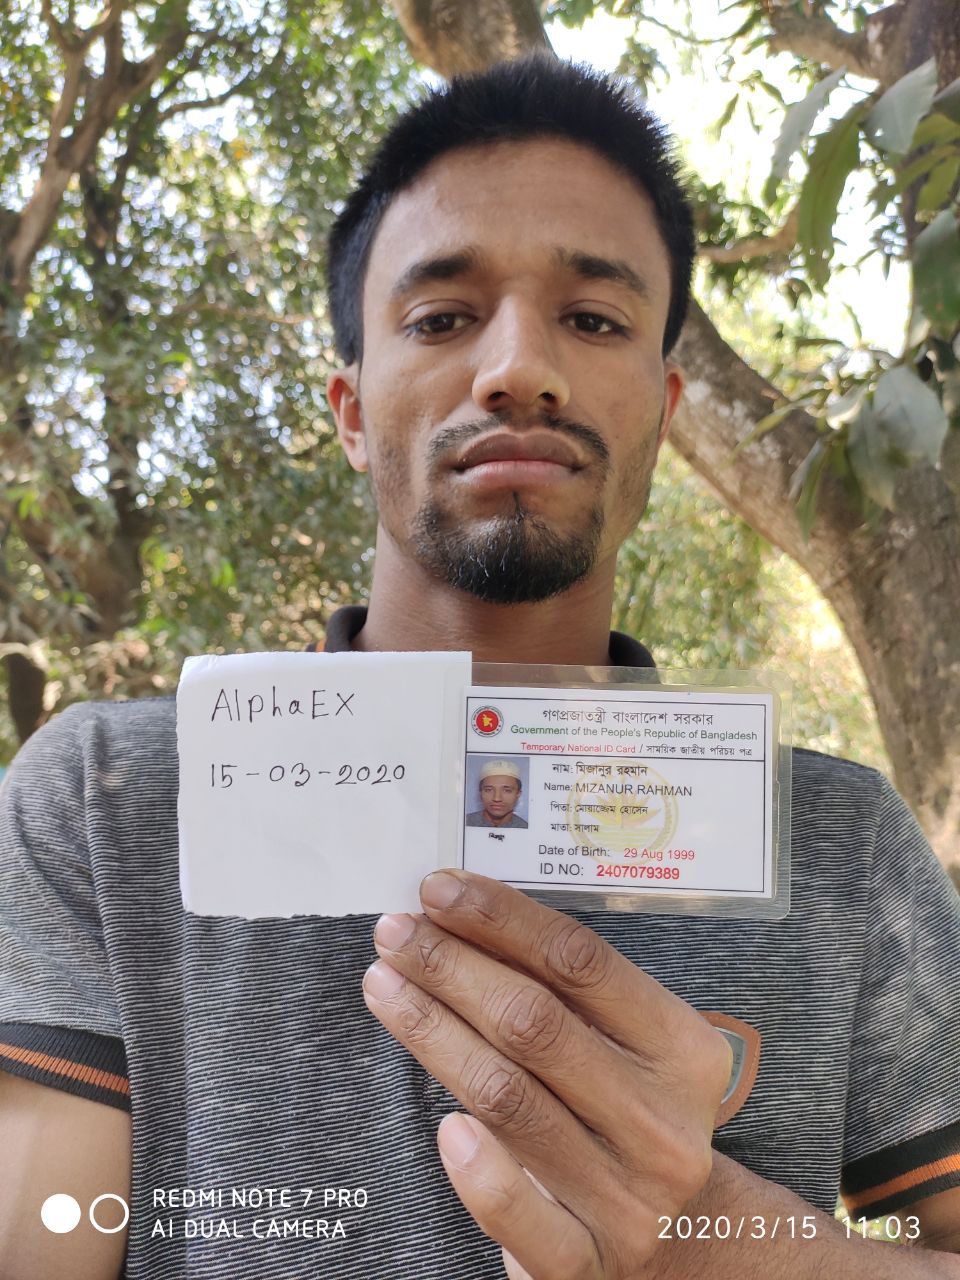 AlphaEX
15-03-2020
গণপ্রজাতন্ত্রী বাংলাদেশ সরকার
Government of the People's Republic of Bangladesh
Temporary National ID Card / সাময়িক জাতীয় পরিচয় পত্র
নাম: মিজানুর রহমান
Name: MIZANUR RAHMAN
পিতা: মোয়াজ্জেম হোসেন
মাতা: সালাম
Date of Birth: 29 Aug 1999
ID NO: 2407079389
REDMI NOTE 7 PRO
AI DUAL CAMERA
2020/3/15 11:03